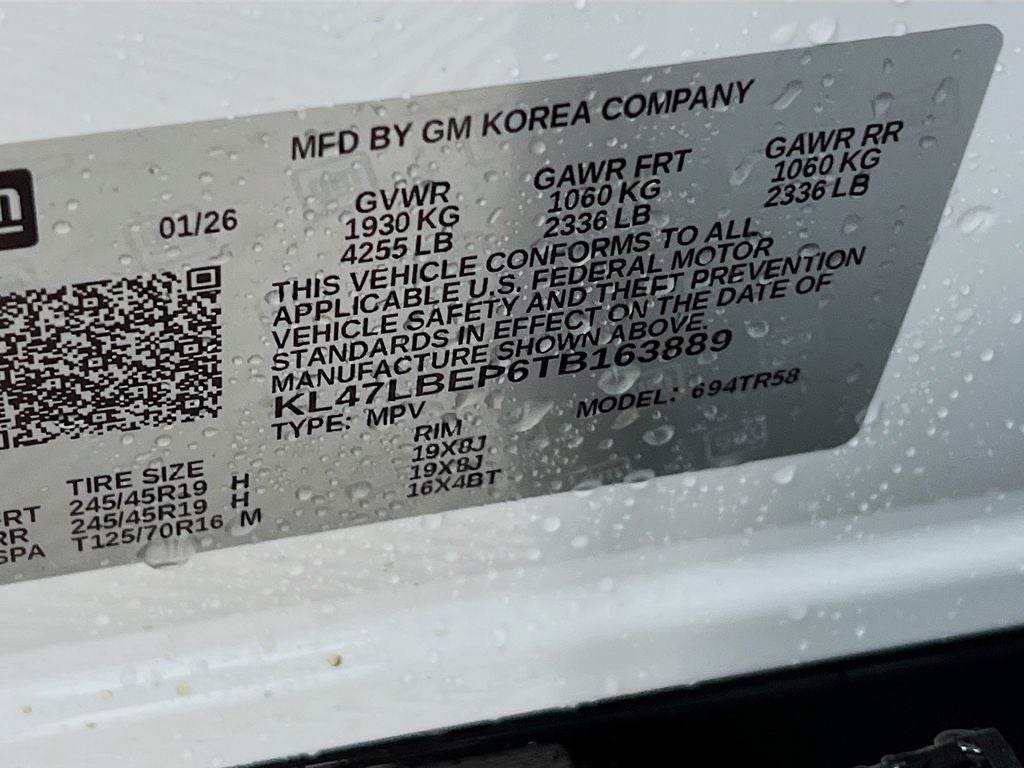 MFD BY GM KOREA COMPANY
01/26
GVWR GAWR FRT GAWR RR
1930 KG 1060 KG 1060 KG
4255 LB 2336 LB 2336 LB
THIS VEHICLE CONFORMS TO ALL
APPLICABLE U.S. FEDERAL MOTOR
VEHICLE SAFETY AND THEFT PREVENTION
STANDARDS IN EFFECT ON THE DATE OF
MANUFACTURE SHOWN ABOVE.
KL47LBEP6TB163889
TYPE: MPV MODEL: 694TR58
TIRE SIZE RIM
FRT 245/45R19 H 19X8J
RR 245/45R19 H 19X8J
SPA T125/70R16 M 16X4BT